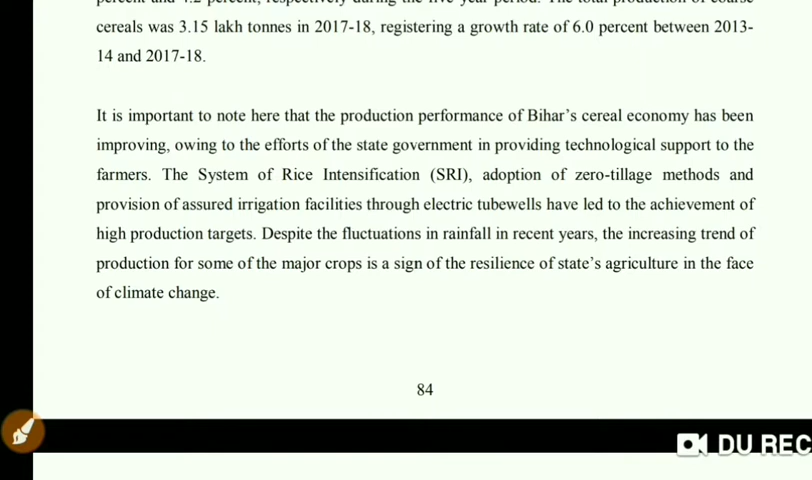 cereals was 3.15 lakh tonnes in 2017-18, registering a growth rate of 6.0 percent between 2013-
14 and 2017-18.
It is important to note here that the production performance of Bihar's cereal economy has been
improving, owing to the efforts of the state government in providing technological support to the
farmers. The System of Rice Intensification (SRI), adoption of zero-tillage methods and
provision of assured irrigation facilities through electric tubewells have led to the achievement of
high production targets. Despite the fluctuations in rainfall in recent years, the increasing trend of
production for some of the major crops is a sign of the resilience of state's agriculture in the face
of climate change.
84
DU REC